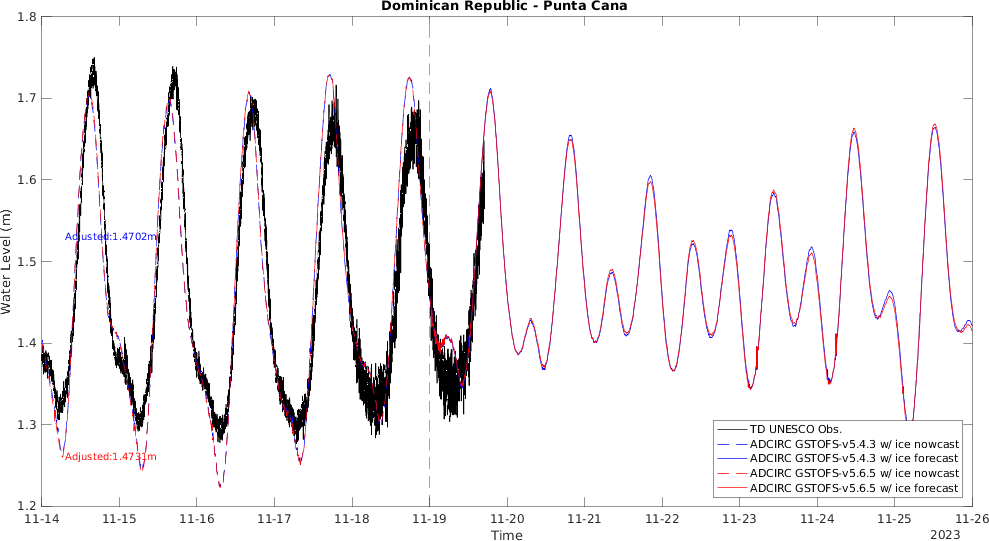 Dominican Republic - Punta Cana
1.8
1.7
1.6
1.5
1.4
1.3
1.2
Water Level (m)
Adjusted:1.4702m
Adjusted:1.4731m
TD UNESCO Obs.
ADCIRC GSTOFS-v5.4.3 w/ ice nowcast
ADCIRC GSTOFS-v5.4.3 w/ ice forecast
ADCIRC GSTOFS-v5.6.5 w/ ice nowcast
ADCIRC GSTOFS-v5.6.5 w/ ice forecast
11-14 11-15 11-16 11-17 11-18 11-19 11-20 11-21 11-22 11-23 11-24 11-25 11-26
Time
2023